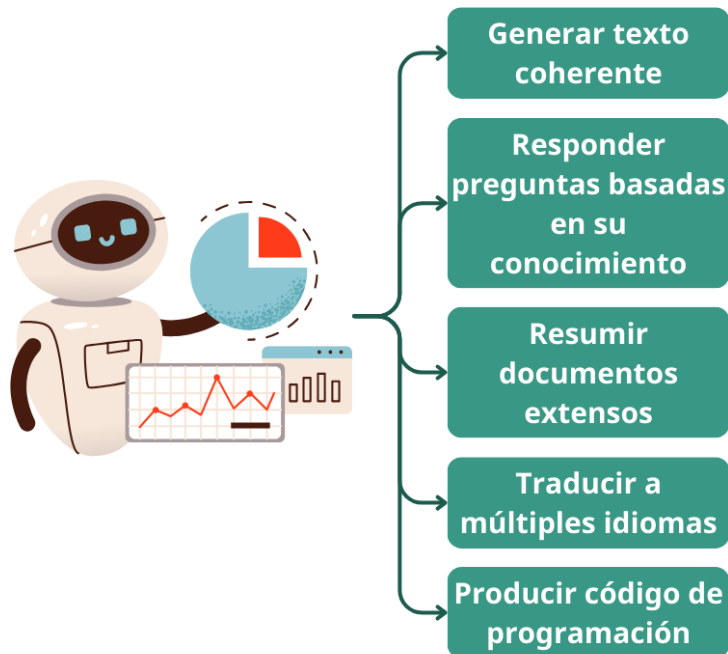 Generar texto
coherente
Responder
preguntas basadas
en su
conocimiento
Resumir
documentos
extensos
Traducir a
múltiples idiomas
Producir código de
programación